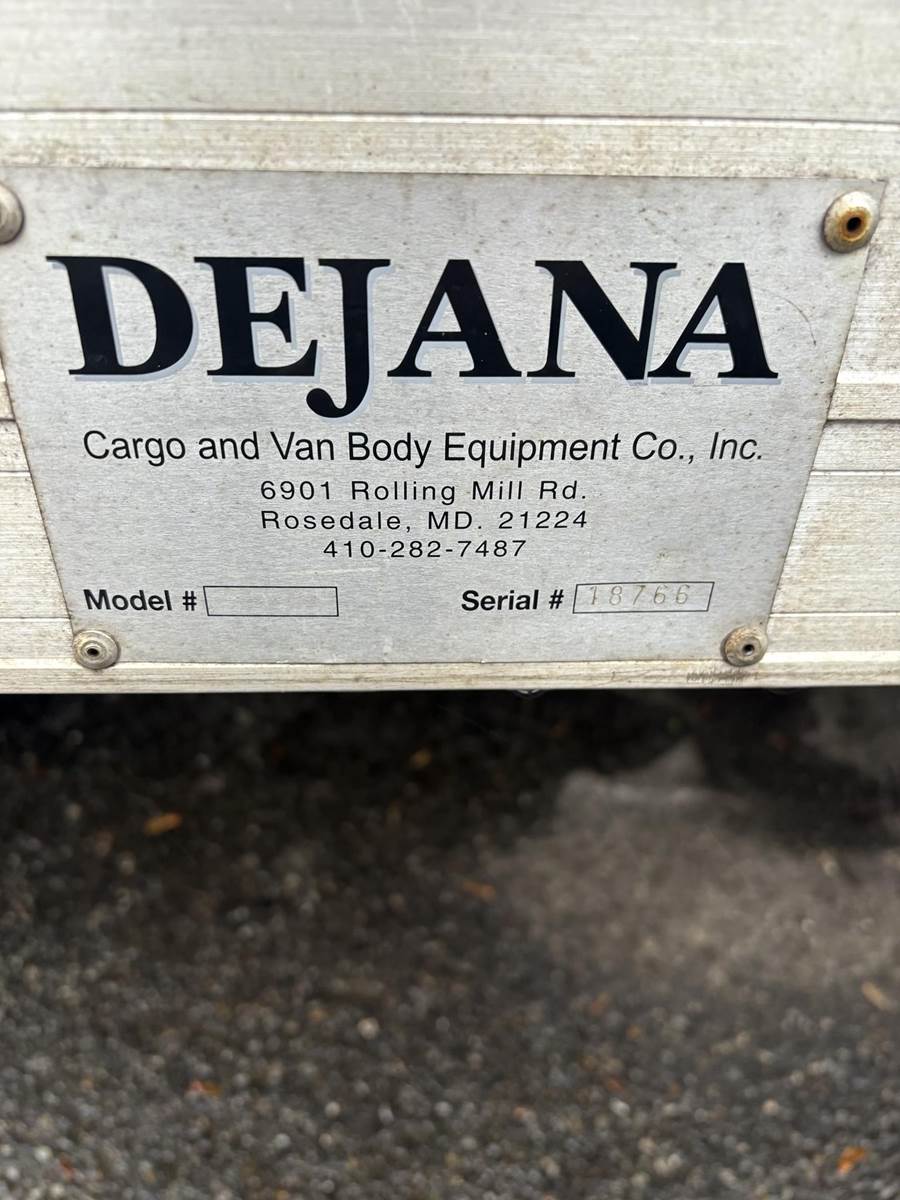 DEJANA
Cargo and Van Body Equipment Co., Inc.
6901 Rolling Mill Rd.
Rosedale, MD. 21224
410-282-7487
Model # Serial # 18766